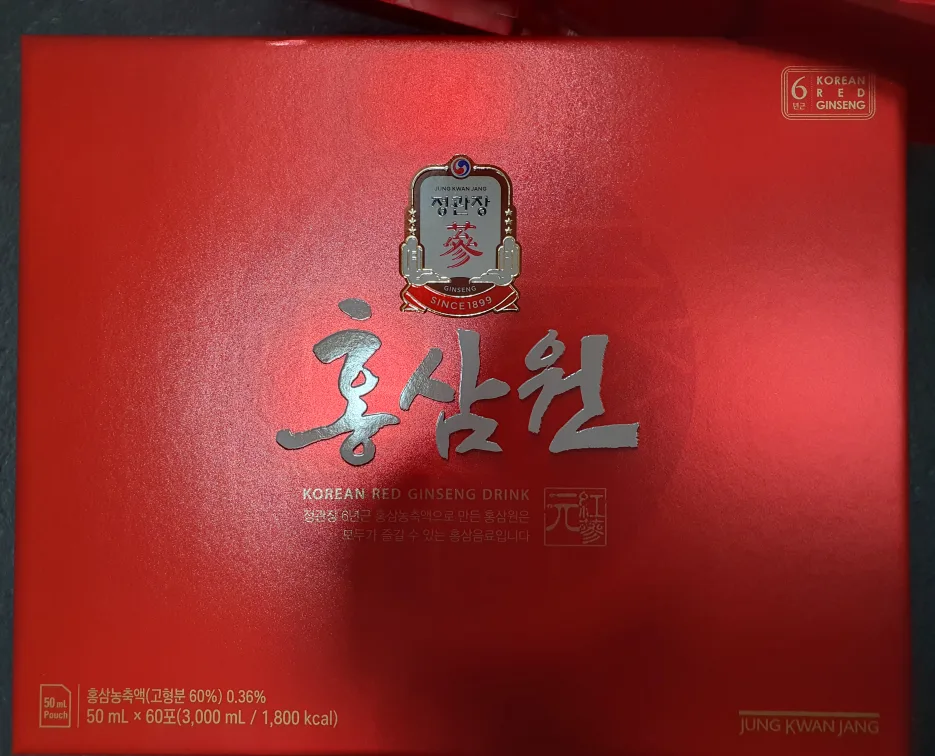 6년근
KOREAN
RED
GINSENG
JUNG KWAN JANG
정관장
蔘
GINSENG
SINCE 1899
홍삼원
KOREAN RED GINSENG DRINK
정관장 6년근 홍삼농축액으로 만든 홍삼원은
모두가 즐길 수 있는 홍삼음료입니다
紅蔘元
50 mL
Pouch
홍삼농축액(고형분 60%) 0.36%
50 mL × 60포(3,000 mL / 1,800 kcal)
JUNG KWAN JANG